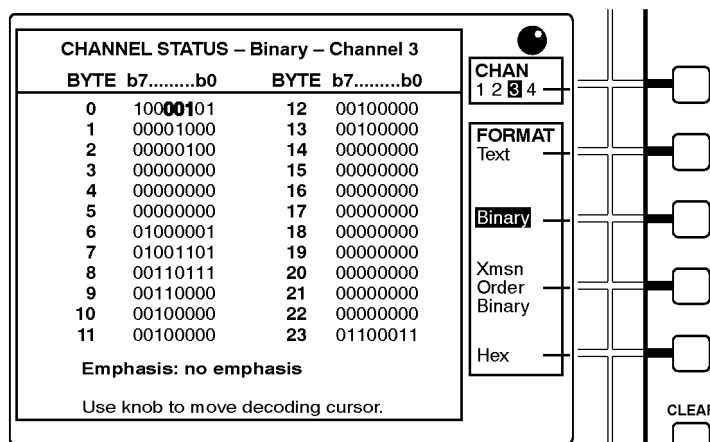 CHANNEL STATUS – Binary – Channel 3
BYTE b7.........b0 BYTE b7.........b0
0 10000101 12 00100000
1 00001000 13 00100000
2 00000100 14 00000000
3 00000000 15 00000000
4 00000000 16 00000000
5 00000000 17 00000000
6 01000001 18 00000000
7 01001101 19 00000000
8 00110111 20 00000000
9 00110000 21 00000000
10 00100000 22 00000000
11 00100000 23 01100011
Emphasis: no emphasis
Use knob to move decoding cursor.
CHAN
1 2 3 4
FORMAT
Text
Binary
Xmsn
Order
Binary
Hex